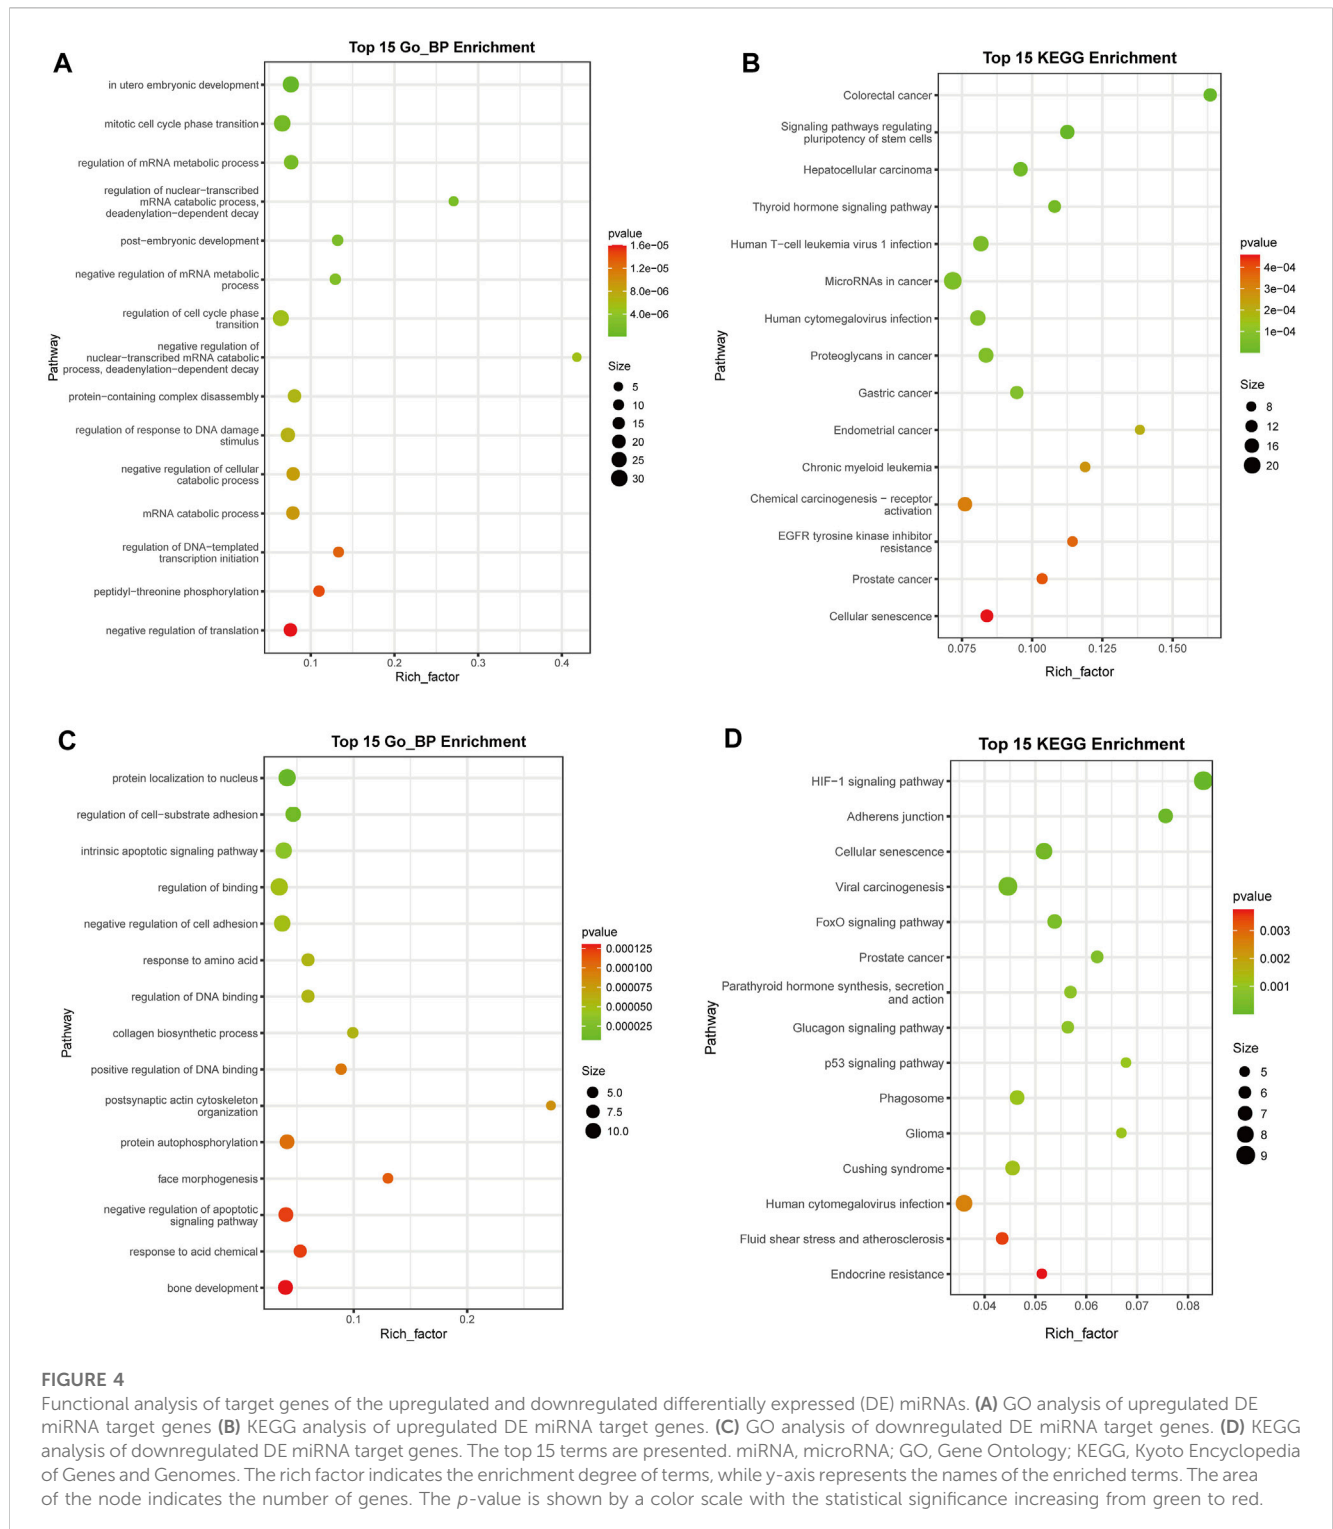 A
Top 15 Go_BP Enrichment
in utero embryonic development
mitotic cell cycle phase transition
regulation of mRNA metabolic process
regulation of nuclear−transcribed
mRNA catabolic process,
deadenylation−dependent decay
post−embryonic development
negative regulation of mRNA metabolic
process
regulation of cell cycle phase
transition
negative regulation of
nuclear−transcribed mRNA catabolic
process, deadenylation−dependent decay
protein−containing complex disassembly
regulation of response to DNA damage
stimulus
negative regulation of cellular
catabolic process
mRNA catabolic process
regulation of DNA−templated
transcription initiation
peptidyl−threonine phosphorylation
negative regulation of translation
Pathway
0.1 0.2 0.3 0.4
Rich_factor
pvalue
1.6e−05
1.2e−05
8.0e−06
4.0e−06
Size
5
10
15
20
25
30
B
Top 15 KEGG Enrichment
Colorectal cancer
Signaling pathways regulating
pluripotency of stem cells
Hepatocellular carcinoma
Thyroid hormone signaling pathway
Human T−cell leukemia virus 1 infection
MicroRNAs in cancer
Human cytomegalovirus infection
Proteoglycans in cancer
Gastric cancer
Endometrial cancer
Chronic myeloid leukemia
Chemical carcinogenesis − receptor
activation
EGFR tyrosine kinase inhibitor
resistance
Prostate cancer
Cellular senescence
Pathway
0.075 0.100 0.125 0.150
Rich_factor
pvalue
4e−04
3e−04
2e−04
1e−04
Size
8
12
16
20
C
Top 15 Go_BP Enrichment
protein localization to nucleus
regulation of cell−substrate adhesion
intrinsic apoptotic signaling pathway
regulation of binding
negative regulation of cell adhesion
response to amino acid
regulation of DNA binding
collagen biosynthetic process
positive regulation of DNA binding
postsynaptic actin cytoskeleton
organization
protein autophosphorylation
face morphogenesis
negative regulation of apoptotic
signaling pathway
response to acid chemical
bone development
Pathway
0.1 0.2
Rich_factor
pvalue
0.000125
0.000100
0.000075
0.000050
0.000025
Size
5.0
7.5
10.0
D
Top 15 KEGG Enrichment
HIF−1 signaling pathway
Adherens junction
Cellular senescence
Viral carcinogenesis
FoxO signaling pathway
Prostate cancer
Parathyroid hormone synthesis, secretion
and action
Glucagon signaling pathway
p53 signaling pathway
Phagosome
Glioma
Cushing syndrome
Human cytomegalovirus infection
Fluid shear stress and atherosclerosis
Endocrine resistance
Pathway
0.04 0.05 0.06 0.07 0.08
Rich_factor
pvalue
0.003
0.002
0.001
Size
5
6
7
8
9
FIGURE 4
Functional analysis of target genes of the upregulated and downregulated differentially expressed (DE) miRNAs. (A) GO analysis of upregulated DE
miRNA target genes (B) KEGG analysis of upregulated DE miRNA target genes. (C) GO analysis of downregulated DE miRNA target genes. (D) KEGG
analysis of downregulated DE miRNA target genes. The top 15 terms are presented. miRNA, microRNA; GO, Gene Ontology; KEGG, Kyoto Encyclopedia
of Genes and Genomes. The rich factor indicates the enrichment degree of terms, while y-axis represents the names of the enriched terms. The area
of the node indicates the number of genes. The p-value is shown by a color scale with the statistical significance increasing from green to red.